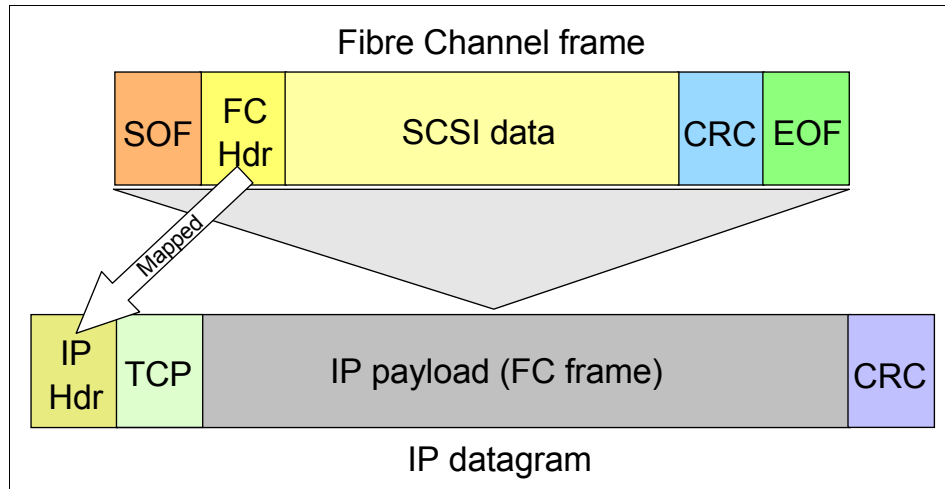 Fibre Channel frame
SOF
FC
Hdr
SCSI data
CRC
EOF
Mapped
IP
Hdr
TCP
IP payload (FC frame)
CRC
IP datagram